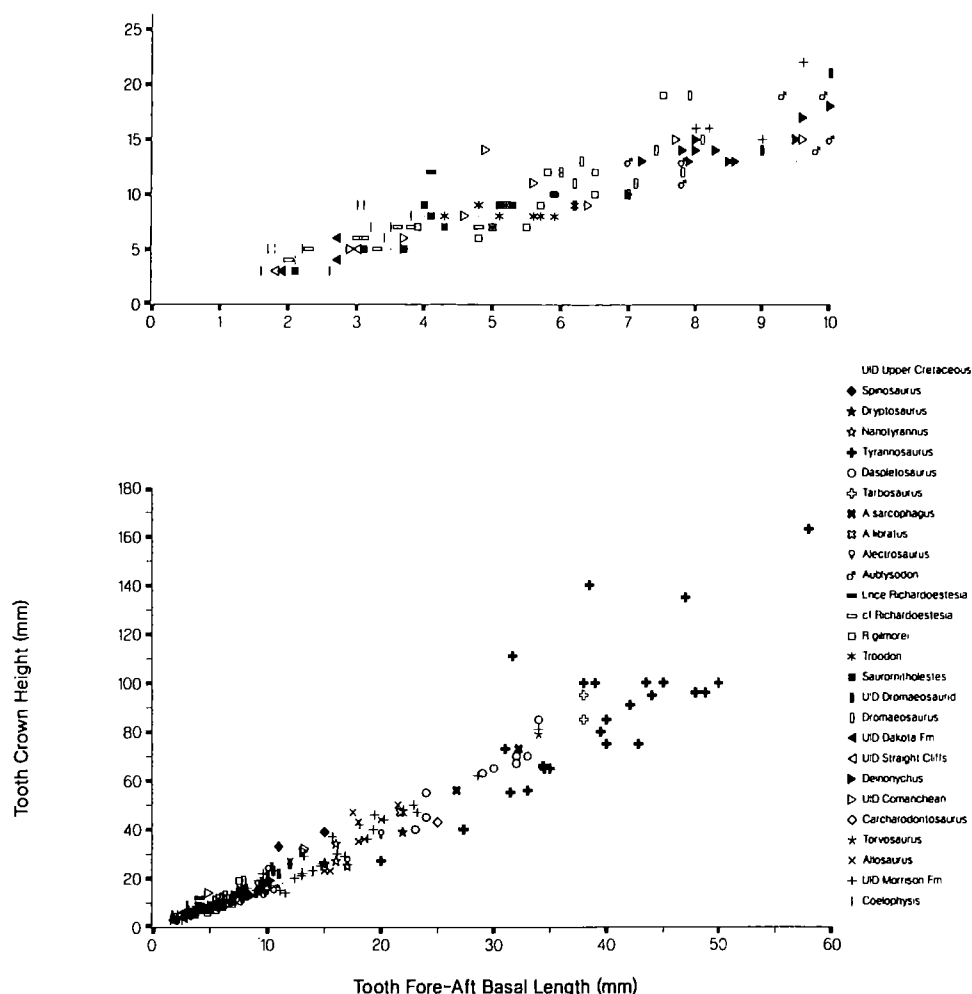 25
20
15
10
5
0
0 1 2 3 4 5 6 7 8 9 10
UID Upper Cretaceous
Spinosaurus
Dryptosaurus
Nanotyrannus
Tyrannosaurus
Daspletosaurus
Tarbosaurus
A sarcophagus
A libratus
Alectrosaurus
Aublysodon
Lnce Richardoestesia
cf Richardoestesia
R gilmorei
Troodon
Saurornitholestes
UID Dromaeosaurid
Dromaeosaurus
UID Dakota Fm
UID Straight Cliffs
Deinonychus
UID Comanchean
Carcharodontosaurus
Torvosaurus
Allosaurus
UID Morrison Fm
Coelophysis
180
160
140
120
100
80
60
40
20
0
0 10 20 30 40 50 60
Tooth Crown Height (mm)
Tooth Fore-Aft Basal Length (mm)